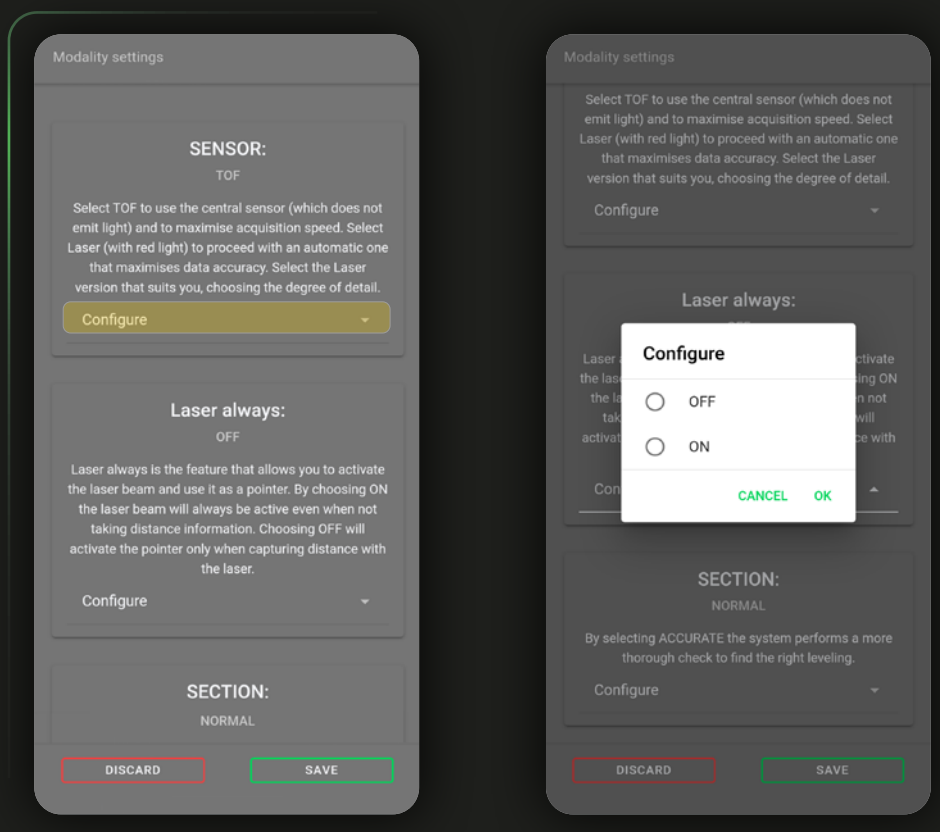 Modality settings
SENSOR:
TOF
Select TOF to use the central sensor (which does not
emit light) and to maximise acquisition speed. Select
Laser (with red light) to proceed with an automatic one
that maximises data accuracy. Select the Laser
version that suits you, choosing the degree of detail.
Configure
Laser always:
OFF
Laser always is the feature that allows you to activate
the laser beam and use it as a pointer. By choosing ON
the laser beam will always be active even when not
taking distance information. Choosing OFF will
activate the pointer only when capturing distance with
the laser.
Configure
SECTION:
NORMAL
DISCARD
SAVE
Modality settings
Select TOF to use the central sensor (which does not
emit light) and to maximise acquisition speed. Select
Laser (with red light) to proceed with an automatic one
that maximises data accuracy. Select the Laser
version that suits you, choosing the degree of detail.
Configure
Laser always:
Laser
the
the
Configure
OFF
ON
CANCEL OK
n not
will
with
SECTION:
NORMAL
By selecting ACCURATE the system performs a more
thorough check to find the right leveling.
Configure
DISCARD
SAVE